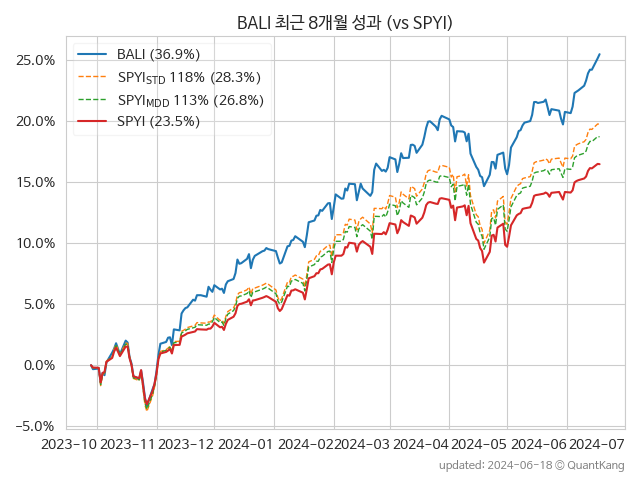 BALI 최근 8개월 성과 (vs SPYI)
BALI (36.9%)
SPYI_STD 118% (28.3%)
SPYI_MDD 113% (26.8%)
SPYI (23.5%)
25.0%
20.0%
15.0%
10.0%
5.0%
0.0%
−5.0%
2023−10 2023−11 2023−12 2024−01 2024−02 2024−03 2024−04 2024−05 2024−06 2024−07
updated: 2024-06-18 © QuantKang